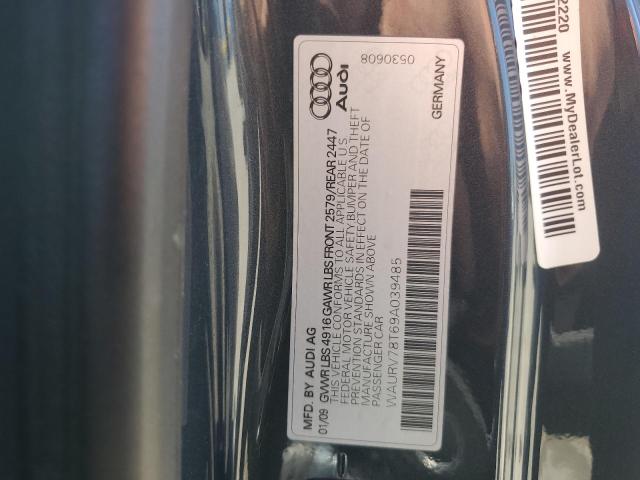 Audi
0530608
GERMANY
MFD. BY AUDI AG
01/09 GVWR LBS 4916 GAWR LBS FRONT 2579/REAR 2447
THIS VEHICLE CONFORMS TO ALL APPLICABLE U.S.
FEDERAL MOTOR VEHICLE SAFETY, BUMPER AND THEFT
PREVENTION STANDARDS IN EFFECT ON THE DATE OF
MANUFACTURE SHOWN ABOVE
PASSENGER CAR
WAURV78T69A039485
2220
www.MyDealerLot.com